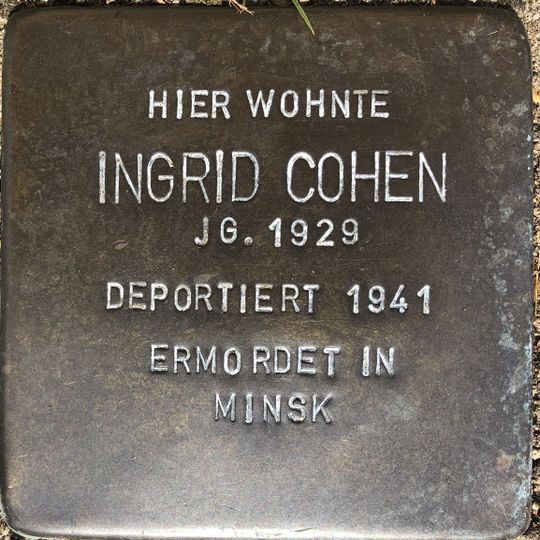 HIER WOHNTE
INGRID COHEN
JG. 1929
DEPORTIERT 1941
ERMORDET IN
MINSK